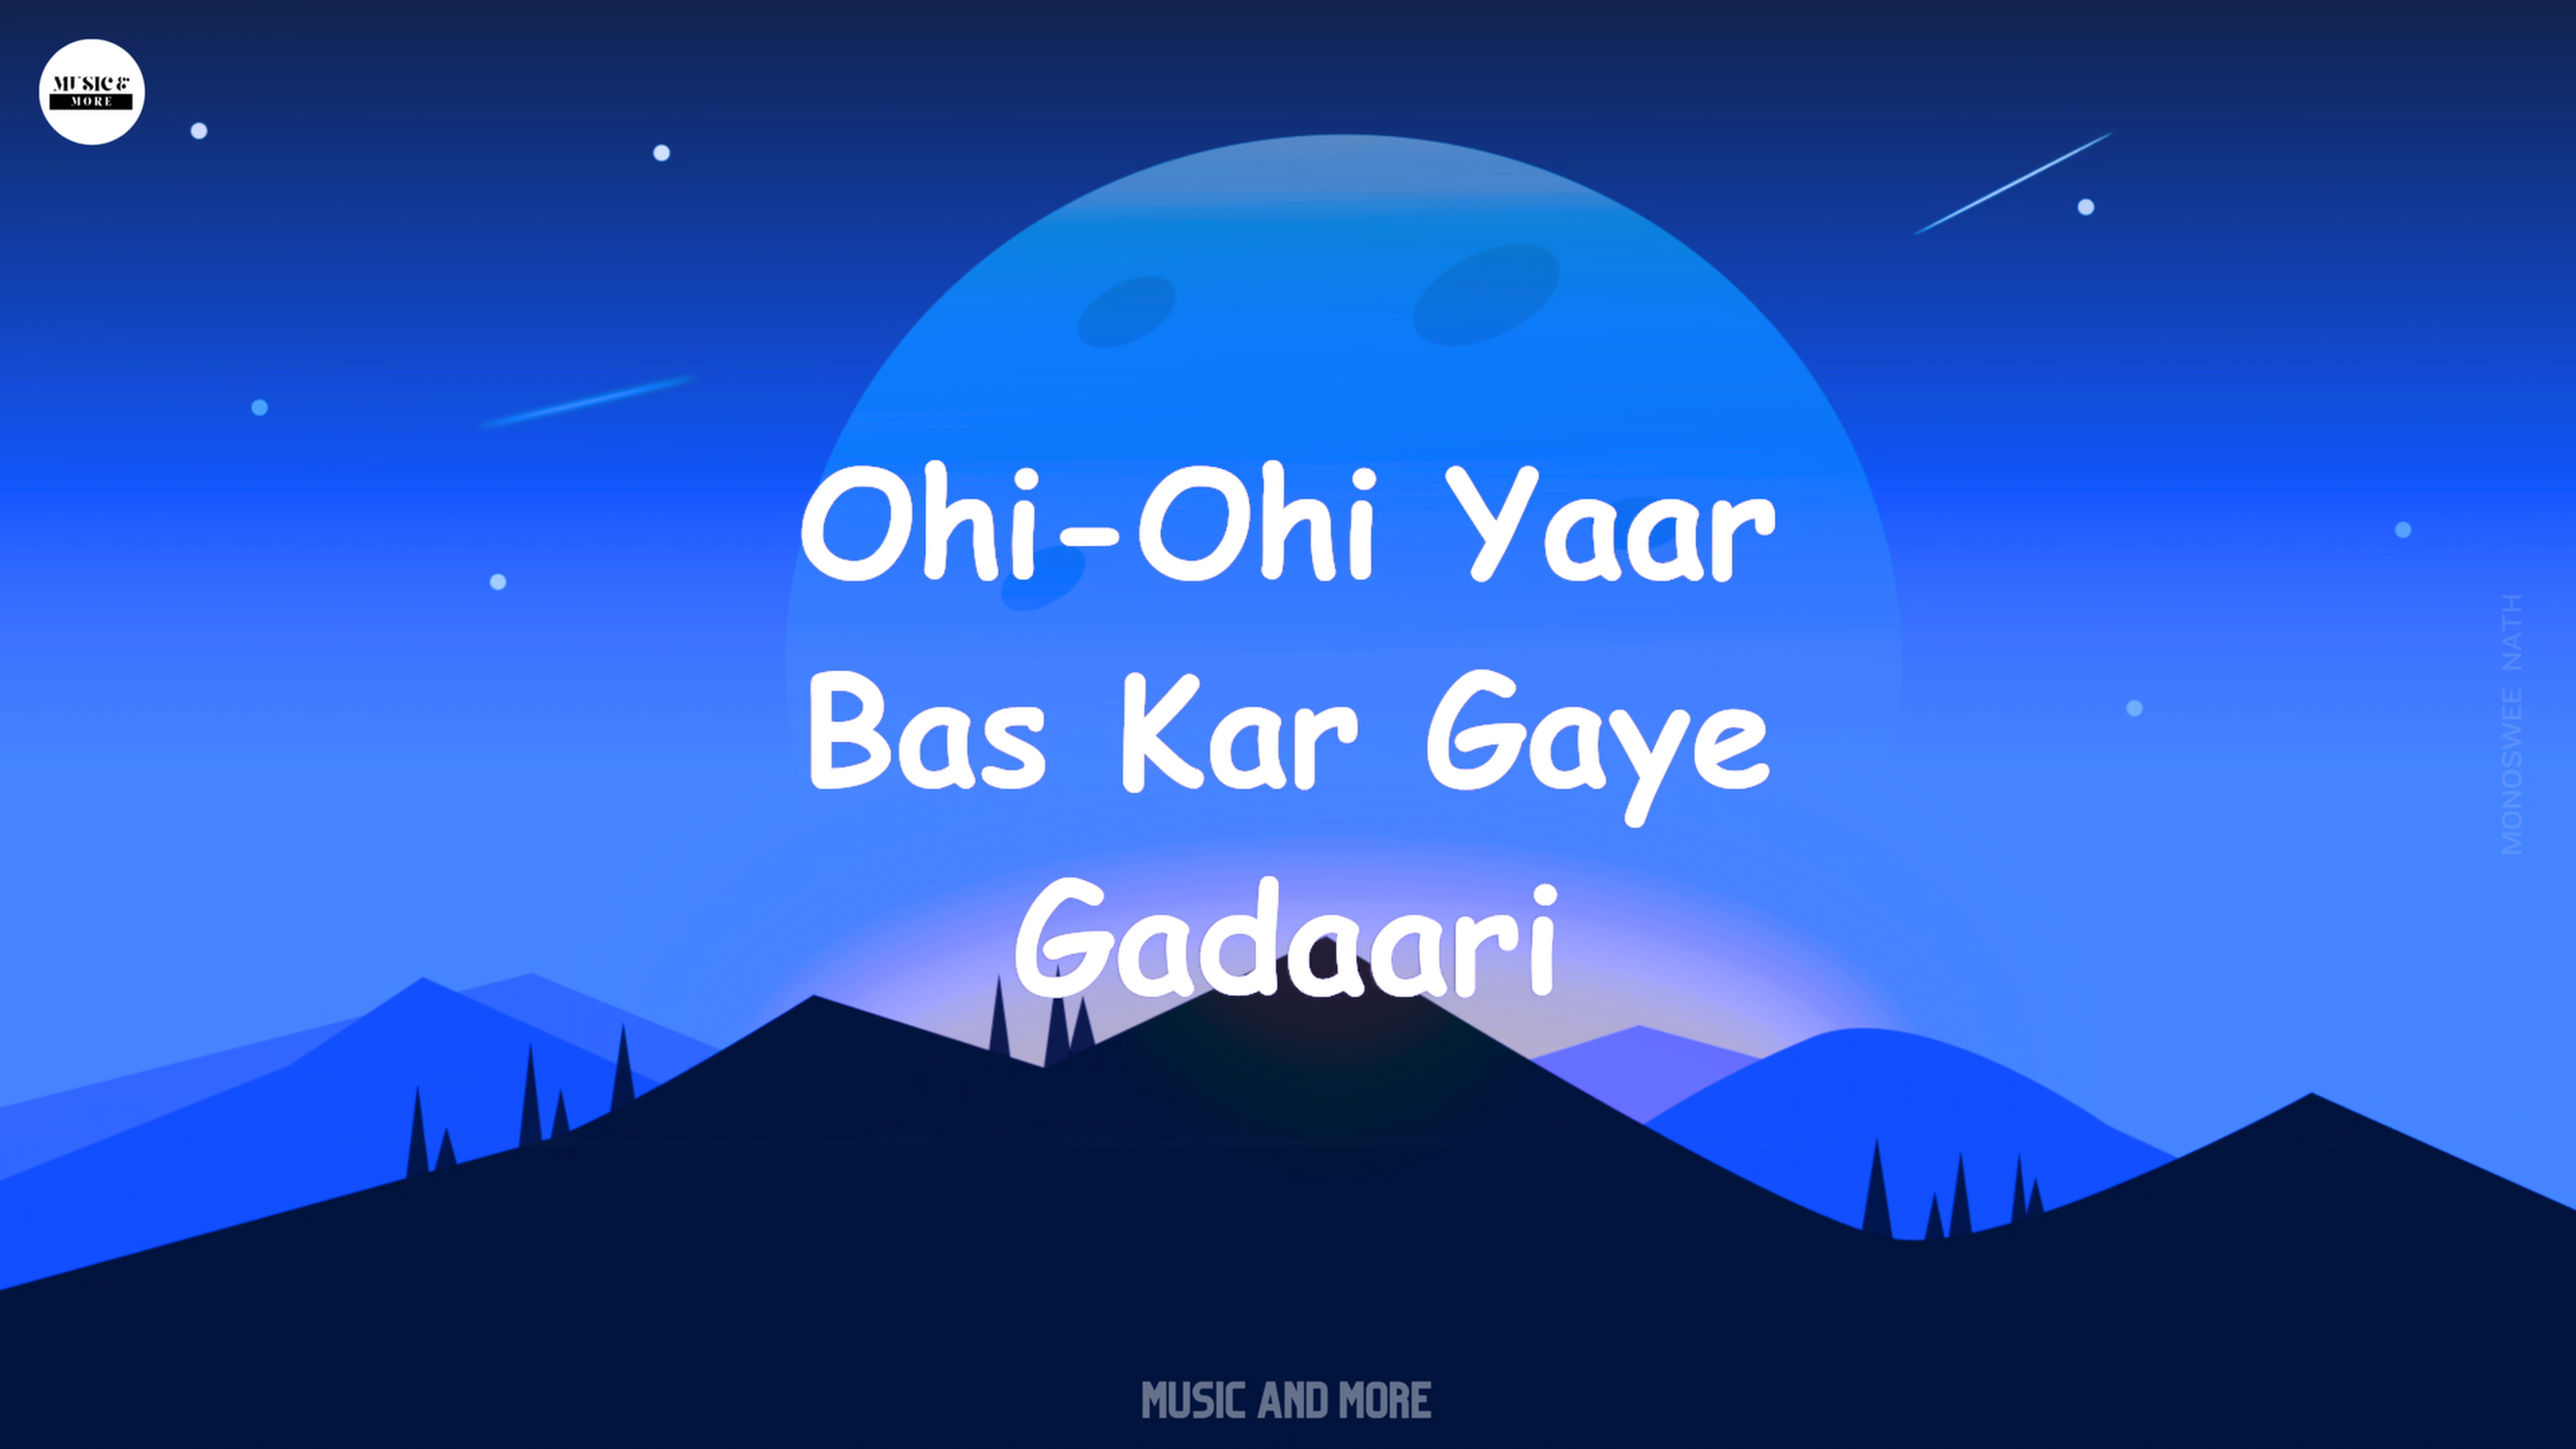 MUSIC &
MORE
Ohi-Ohi Yaar
Bas Kar Gaye
Gadaari
MONOSWEE NATH
MUSIC AND MORE